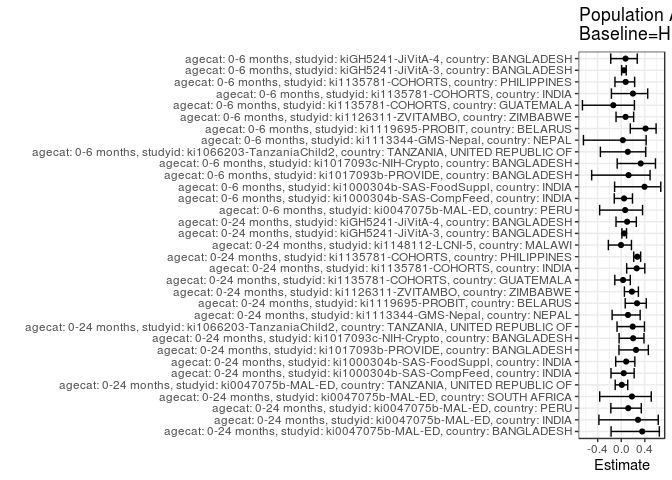 Population A
Baseline=H
agecat: 0-6 months, studyid: kiGH5241-JiVitA-4, country: BANGLADESH
agecat: 0-6 months, studyid: kiGH5241-JiVitA-3, country: BANGLADESH
agecat: 0-6 months, studyid: ki1135781-COHORTS, country: PHILIPPINES
agecat: 0-6 months, studyid: ki1135781-COHORTS, country: INDIA
agecat: 0-6 months, studyid: ki1135781-COHORTS, country: GUATEMALA
agecat: 0-6 months, studyid: ki1126311-ZVITAMBO, country: ZIMBABWE
agecat: 0-6 months, studyid: ki1119695-PROBIT, country: BELARUS
agecat: 0-6 months, studyid: ki1113344-GMS-Nepal, country: NEPAL
agecat: 0-6 months, studyid: ki1066203-TanzaniaChild2, country: TANZANIA, UNITED REPUBLIC OF
agecat: 0-6 months, studyid: ki1017093c-NIH-Crypto, country: BANGLADESH
agecat: 0-6 months, studyid: ki1017093b-PROVIDE, country: BANGLADESH
agecat: 0-6 months, studyid: ki1000304b-SAS-FoodSuppl, country: INDIA
agecat: 0-6 months, studyid: ki1000304b-SAS-CompFeed, country: INDIA
agecat: 0-6 months, studyid: ki0047075b-MAL-ED, country: PERU
agecat: 0-24 months, studyid: kiGH5241-JiVitA-4, country: BANGLADESH
agecat: 0-24 months, studyid: kiGH5241-JiVitA-3, country: BANGLADESH
agecat: 0-24 months, studyid: ki1148112-LCNI-5, country: MALAWI
agecat: 0-24 months, studyid: ki1135781-COHORTS, country: PHILIPPINES
agecat: 0-24 months, studyid: ki1135781-COHORTS, country: INDIA
agecat: 0-24 months, studyid: ki1135781-COHORTS, country: GUATEMALA
agecat: 0-24 months, studyid: ki1126311-ZVITAMBO, country: ZIMBABWE
agecat: 0-24 months, studyid: ki1119695-PROBIT, country: BELARUS
agecat: 0-24 months, studyid: ki1113344-GMS-Nepal, country: NEPAL
agecat: 0-24 months, studyid: ki1066203-TanzaniaChild2, country: TANZANIA, UNITED REPUBLIC OF
agecat: 0-24 months, studyid: ki1017093c-NIH-Crypto, country: BANGLADESH
agecat: 0-24 months, studyid: ki1017093b-PROVIDE, country: BANGLADESH
agecat: 0-24 months, studyid: ki1000304b-SAS-FoodSuppl, country: INDIA
agecat: 0-24 months, studyid: ki1000304b-SAS-CompFeed, country: INDIA
agecat: 0-24 months, studyid: ki0047075b-MAL-ED, country: TANZANIA, UNITED REPUBLIC OF
agecat: 0-24 months, studyid: ki0047075b-MAL-ED, country: SOUTH AFRICA
agecat: 0-24 months, studyid: ki0047075b-MAL-ED, country: PERU
agecat: 0-24 months, studyid: ki0047075b-MAL-ED, country: INDIA
agecat: 0-24 months, studyid: ki0047075b-MAL-ED, country: BANGLADESH
-0.4 0.0 0.4
Estimate